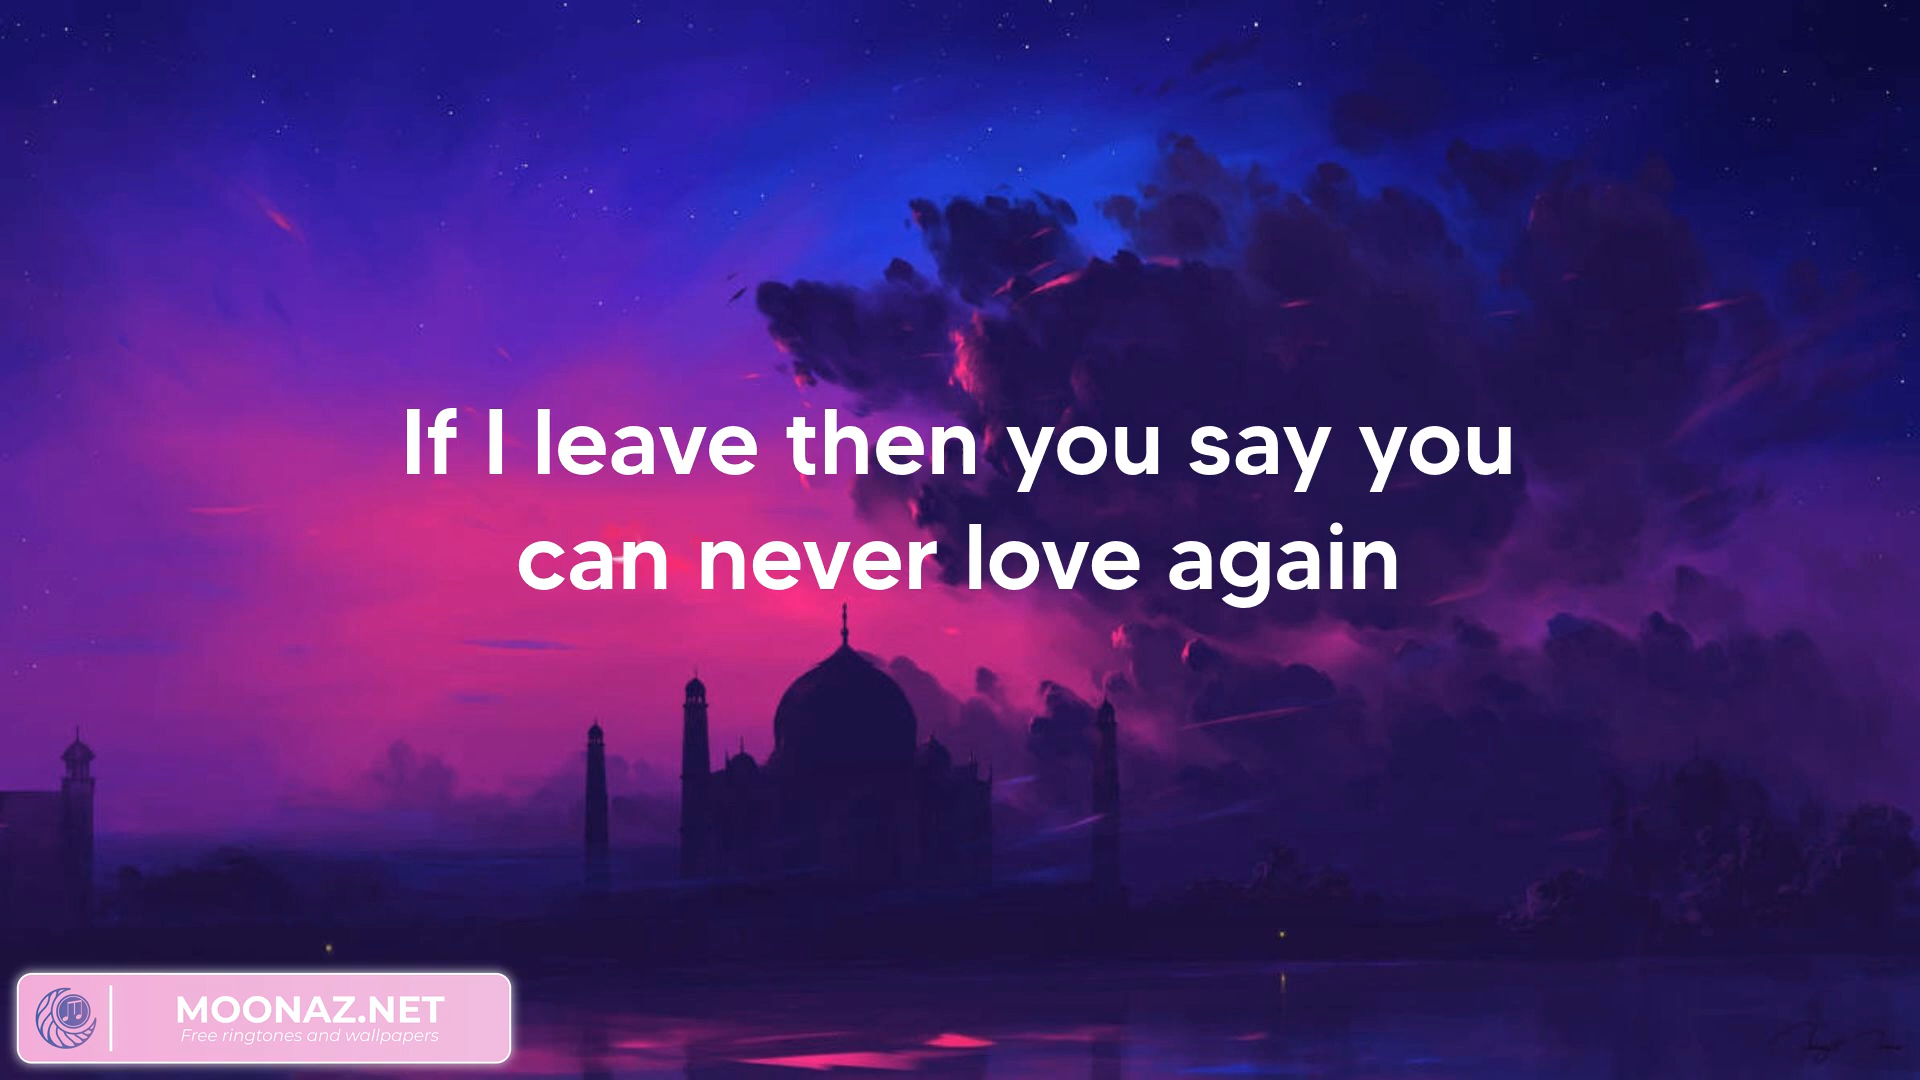 If I leave then you say you
can never love again
MOONAZ.NET
Free ringtones and wallpapers